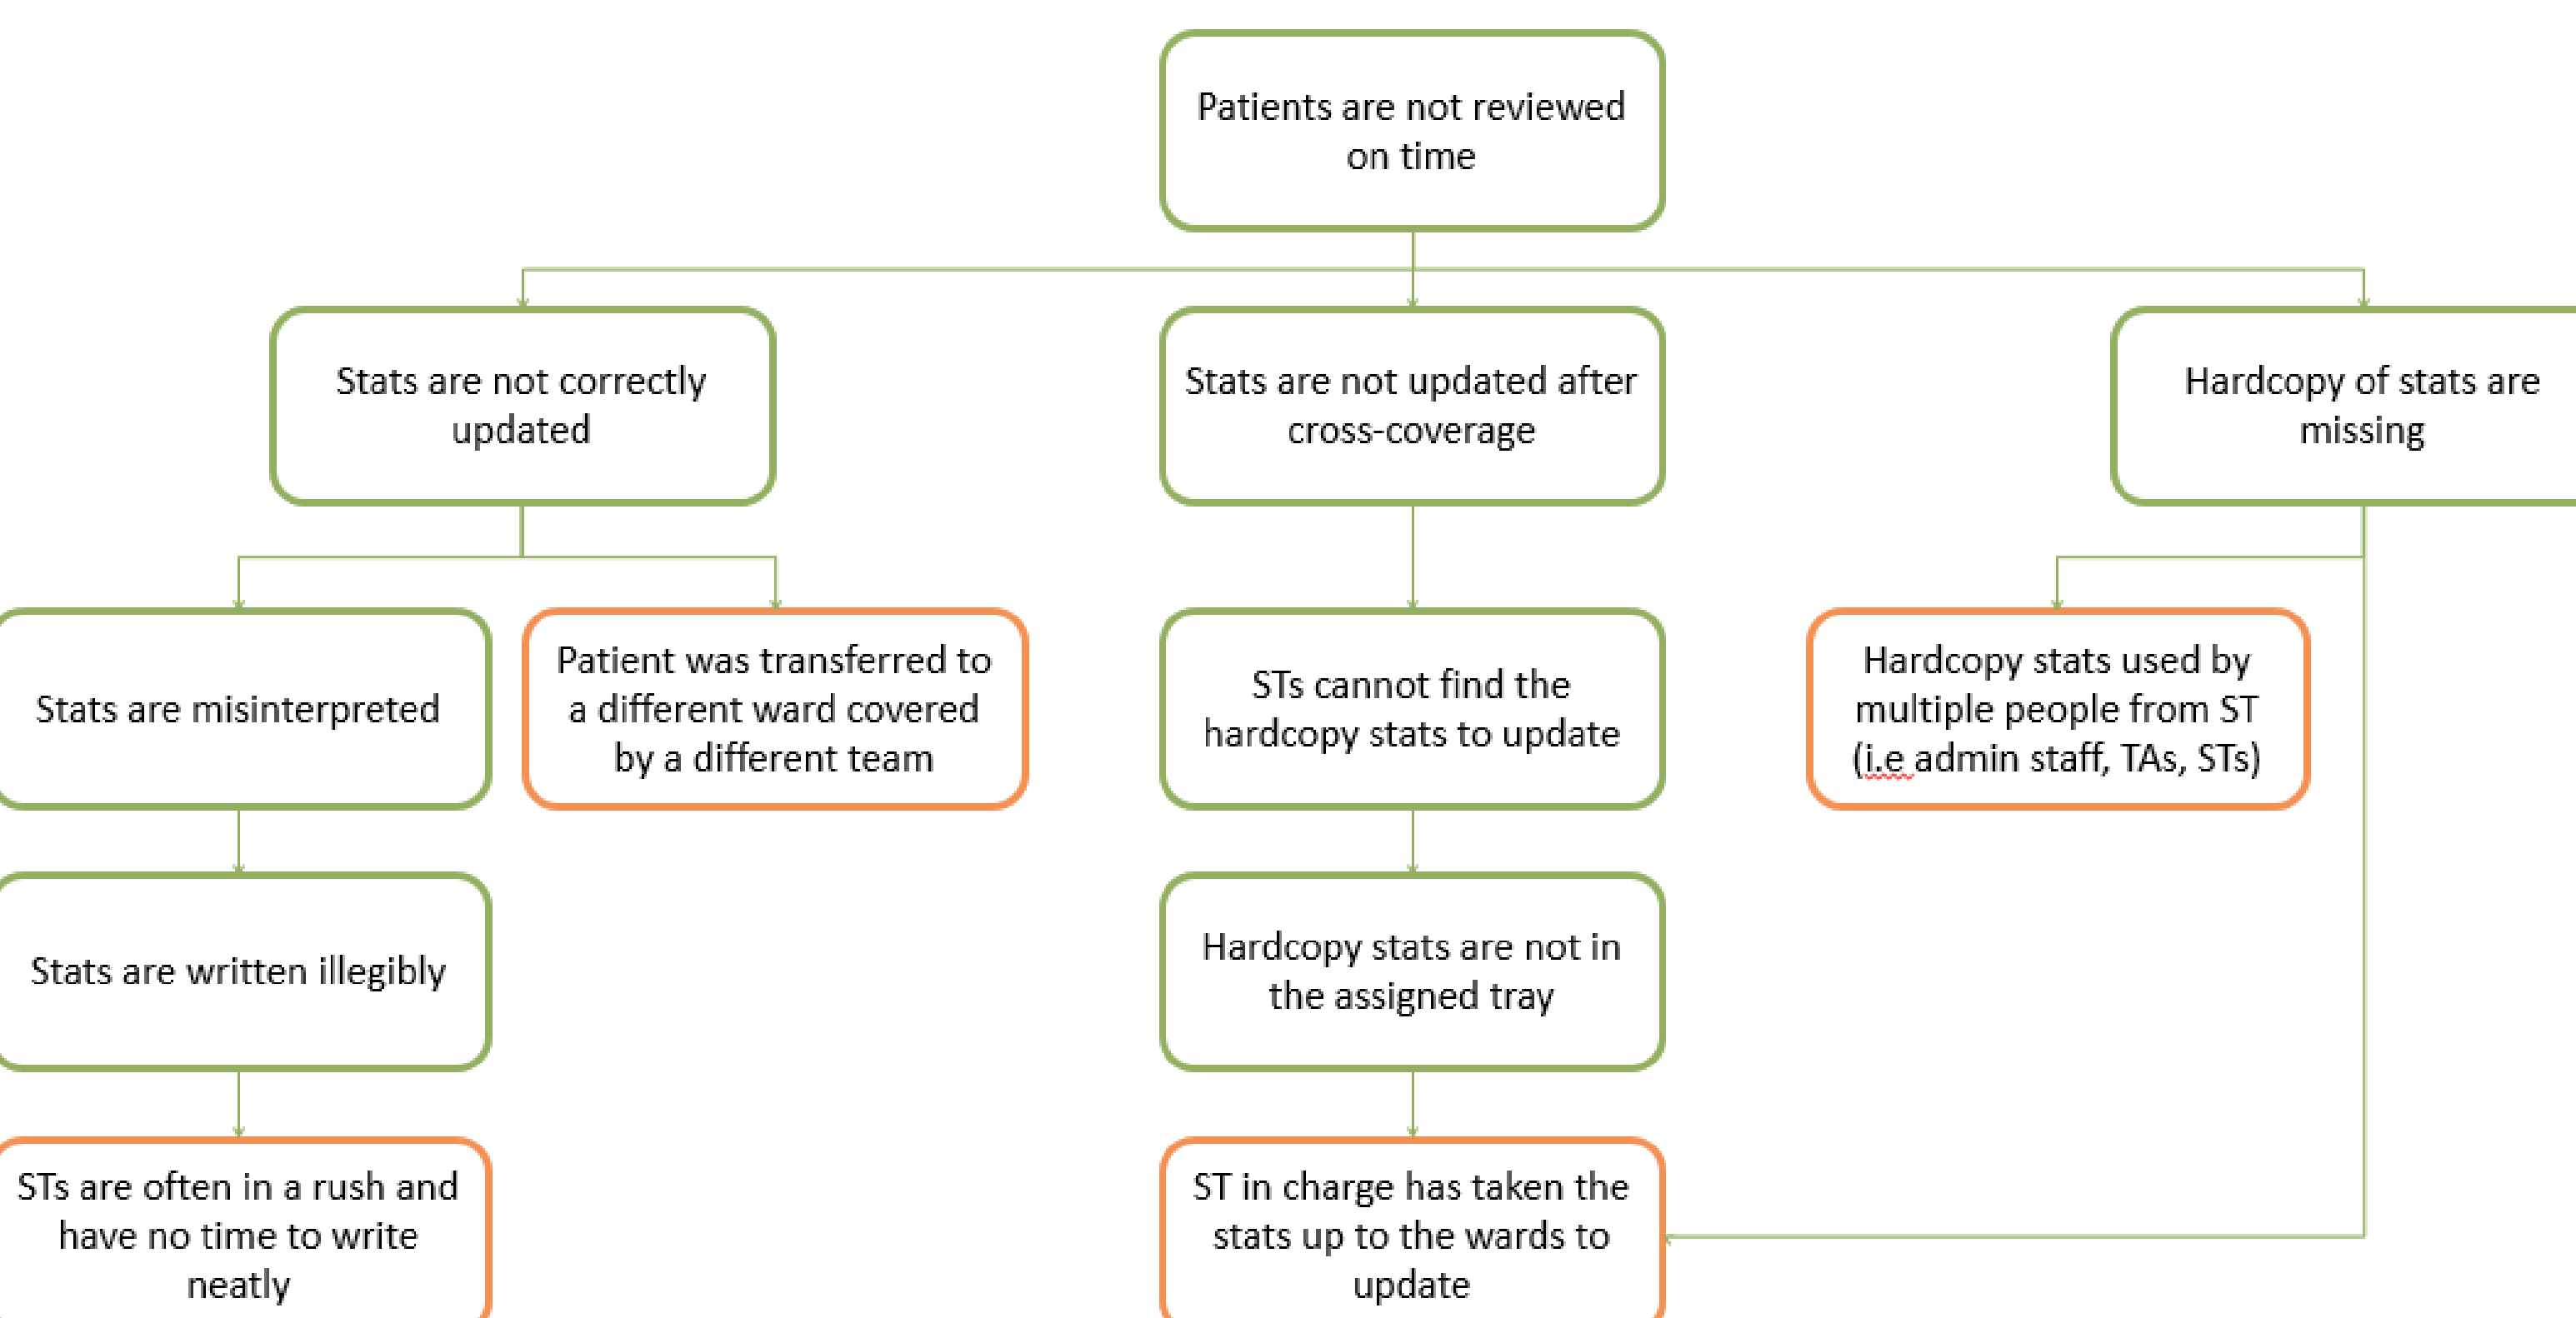 Patients are not reviewed
on time
Stats are not correctly
updated
Stats are not updated after
cross-coverage
Hardcopy of stats are
missing
Stats are misinterpreted
Patient was transferred to
a different ward covered
by a different team
STs cannot find the
hardcopy stats to update
Hardcopy stats used by
multiple people from ST
(i.e admin staff, TAs, STs)
Stats are written illegibly
Hardcopy stats are not in
the assigned tray
STs are often in a rush and
have no time to write
neatly
ST in charge has taken the
stats up to the wards to
update